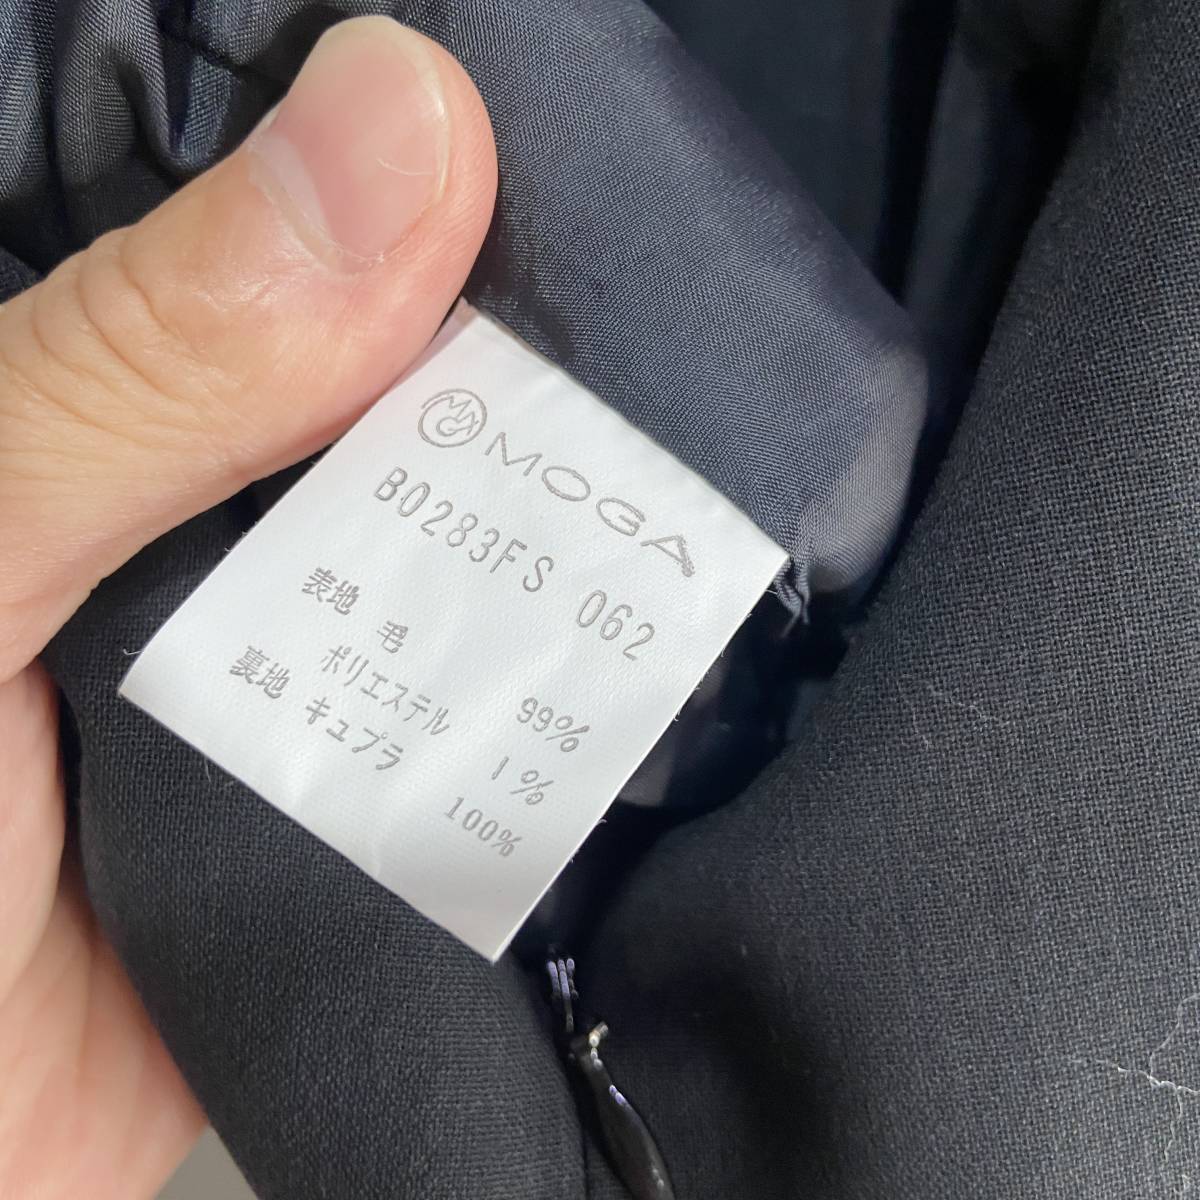 MOGA MOGA
B0283FS 062
表地 毛 99%
ポリエステル 1%
裏地 キュプラ 100%